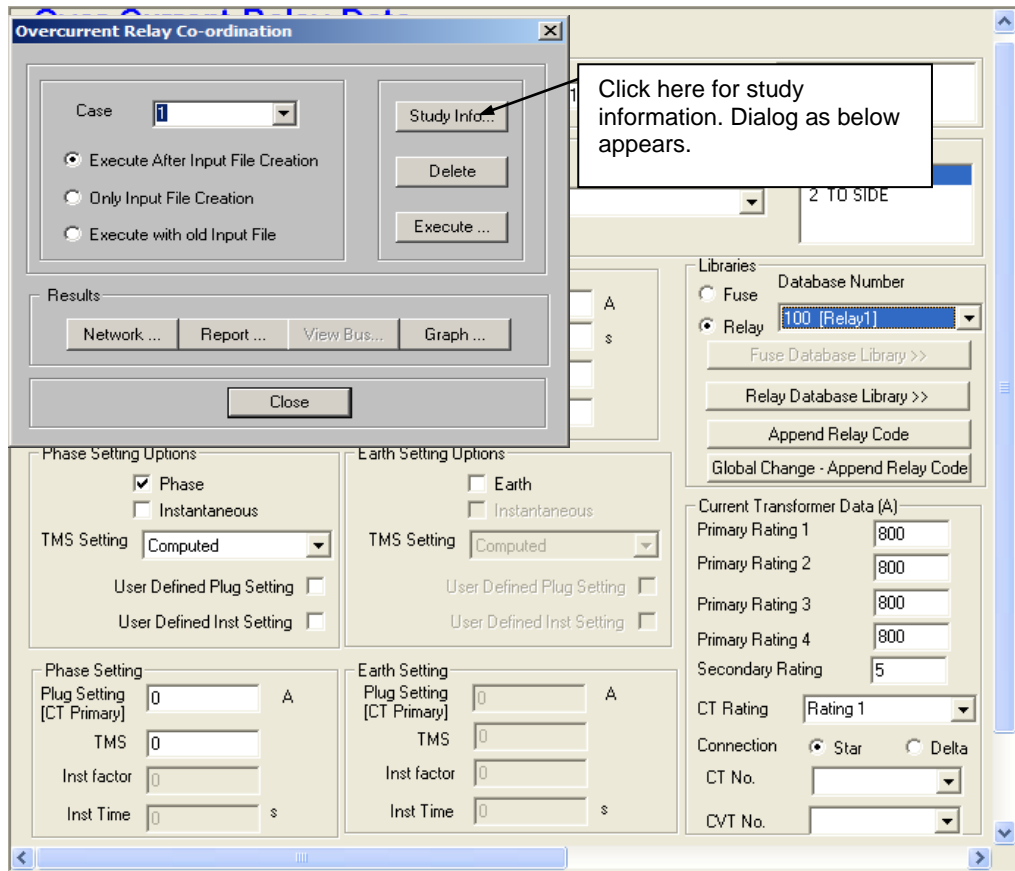 Over Current Relay Data
Overcurrent Relay Co-ordination
Case 1
Execute After Input File Creation
Only Input File Creation
Execute with old Input File
Study Info...
Delete
Execute ...
Results
Network ...
Report ...
View Bus...
Graph ...
Close
Click here for study
information. Dialog as below
appears.
2 TO SIDE
A
s
Libraries
Fuse
Relay
Database Number
100 [Relay1]
Fuse Database Library >>
Relay Database Library >>
Append Relay Code
Global Change - Append Relay Code
Phase Setting Options
Phase
Instantaneous
TMS Setting Computed
User Defined Plug Setting
User Defined Inst Setting
Earth Setting Options
Earth
Instantaneous
TMS Setting Computed
User Defined Plug Setting
User Defined Inst Setting
Current Transformer Data (A)
Primary Rating 1 800
Primary Rating 2 800
Primary Rating 3 800
Primary Rating 4 800
Secondary Rating 5
CT Rating Rating 1
Connection Star Delta
CT No.
CVT No.
Phase Setting
Plug Setting
[CT Primary] 0 A
TMS 0
Inst factor 0
Inst Time 0 s
Earth Setting
Plug Setting
[CT Primary] 0 A
TMS 0
Inst factor 0
Inst Time 0 s